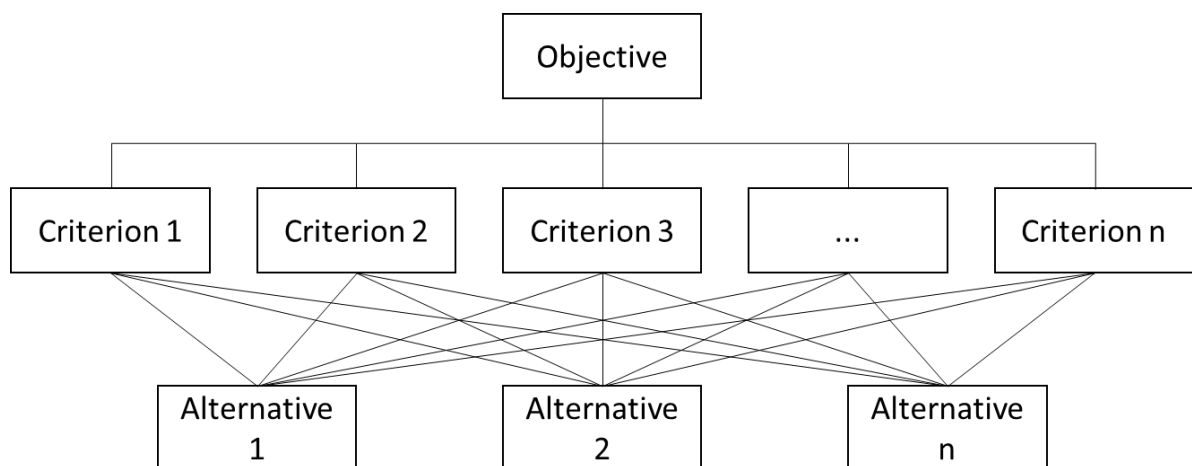 Objective
Criterion 1
Criterion 2
Criterion 3
...
Criterion n
Alternative
1
Alternative
2
Alternative
n